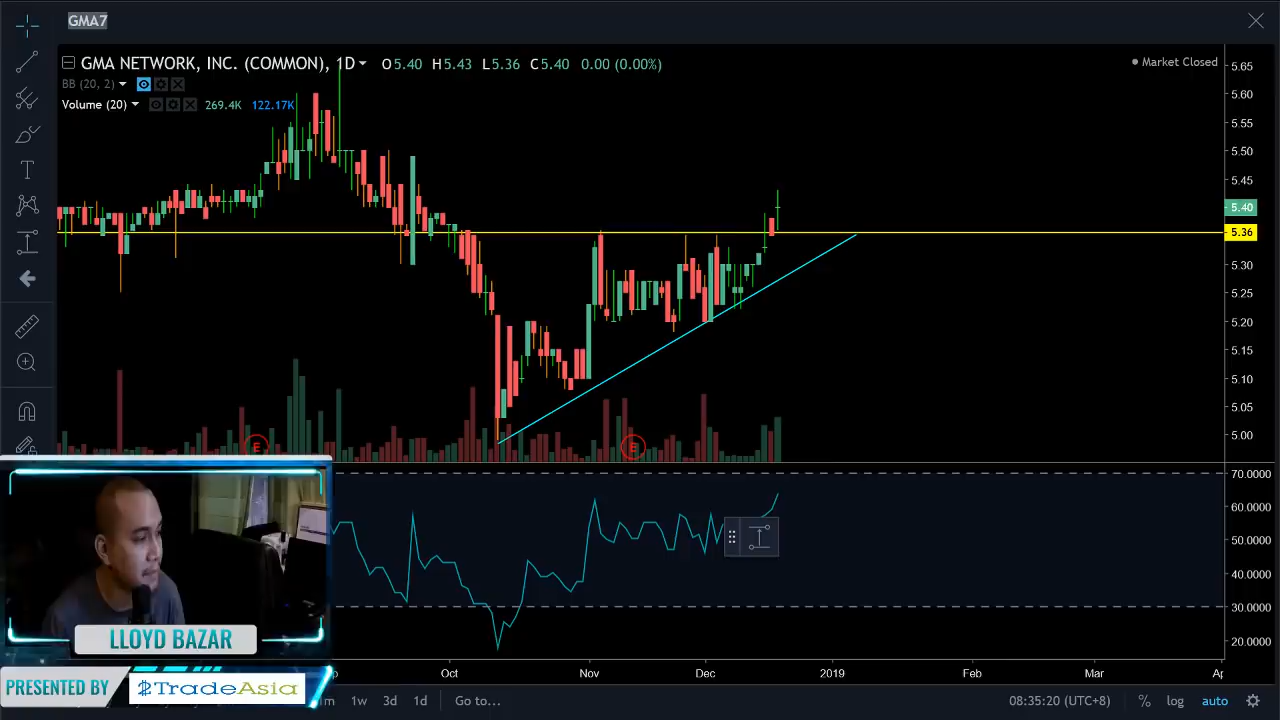 GMA7
GMA NETWORK, INC. (COMMON), 1D O5.40 H5.43 L5.36 C5.40 0.00 (0.00%)
Market Closed
BB (20, 2)
Volume (20) 269.4K 122.17K
5.65
5.60
5.55
5.50
5.45
5.40
5.36
5.30
5.25
5.20
5.15
5.10
5.05
5.00
E
E
70.0000
60.0000
50.0000
40.0000
30.0000
20.0000
LLOYD BAZAR
PRESENTED BY TradeAsia
Oct Nov Dec 2019 Feb Mar
1w 3d 1d Go to... 08:35:20 (UTC+8) % log auto